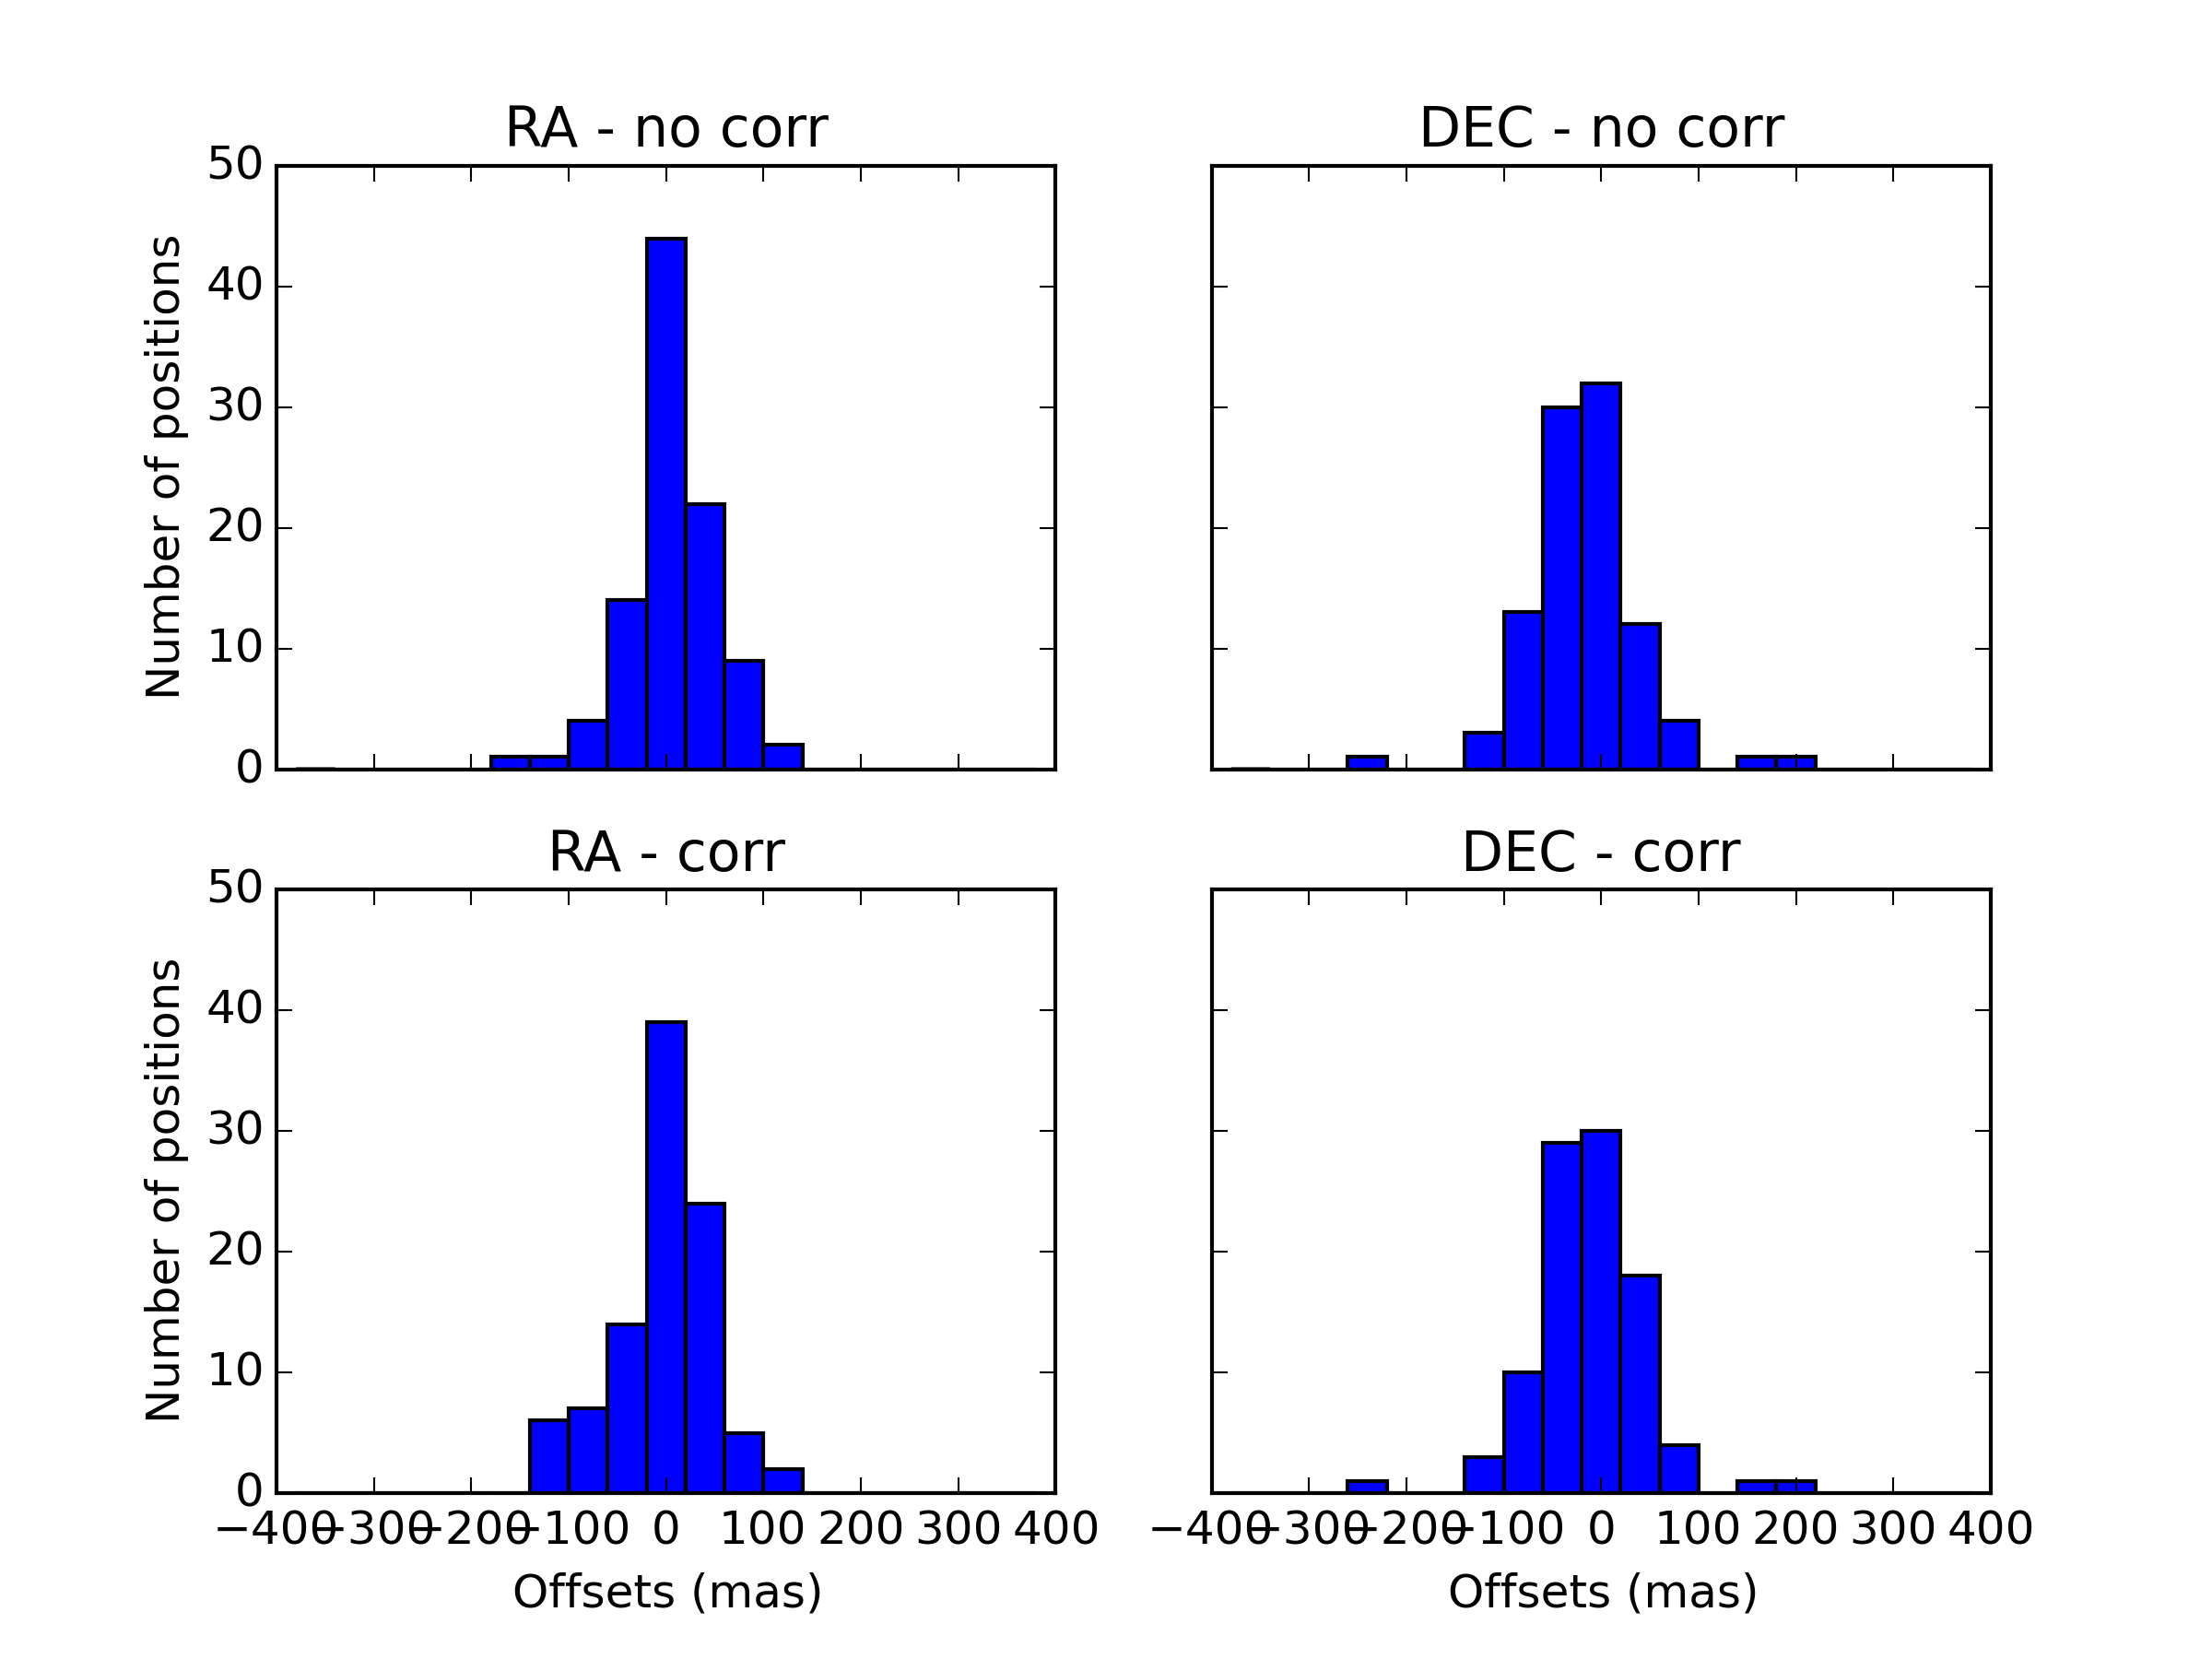 RA - no corr
DEC - no corr
50
40
30
20
10
0
Number of positions
RA - corr
DEC - corr
50
40
30
20
10
0
Number of positions
−400 −300 −200 −100 0 100 200 300 400
−400 −300 −200 −100 0 100 200 300 400
Offsets (mas)
Offsets (mas)